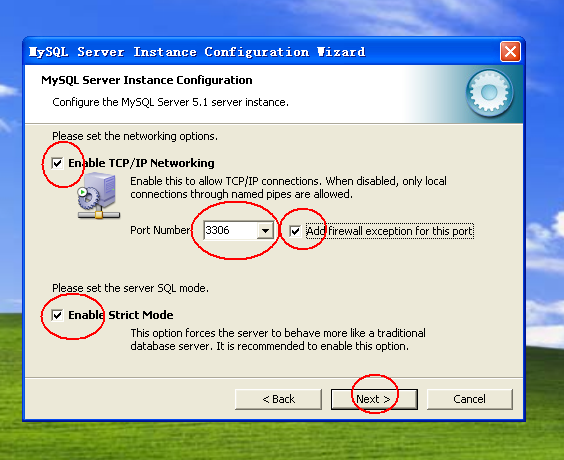 MySQL Server Instance Configuration Wizard
MySQL Server Instance Configuration
Configure the MySQL Server 5.1 server instance.
Please set the networking options.
Enable TCP/IP Networking
Enable this to allow TCP/IP connections. When disabled, only local
connections through named pipes are allowed.
Port Number: 3306 Add firewall exception for this port
Please set the server SQL mode.
Enable Strict Mode
This option forces the server to behave more like a traditional
database server. It is recommended to enable this option.
< Back Next > Cancel